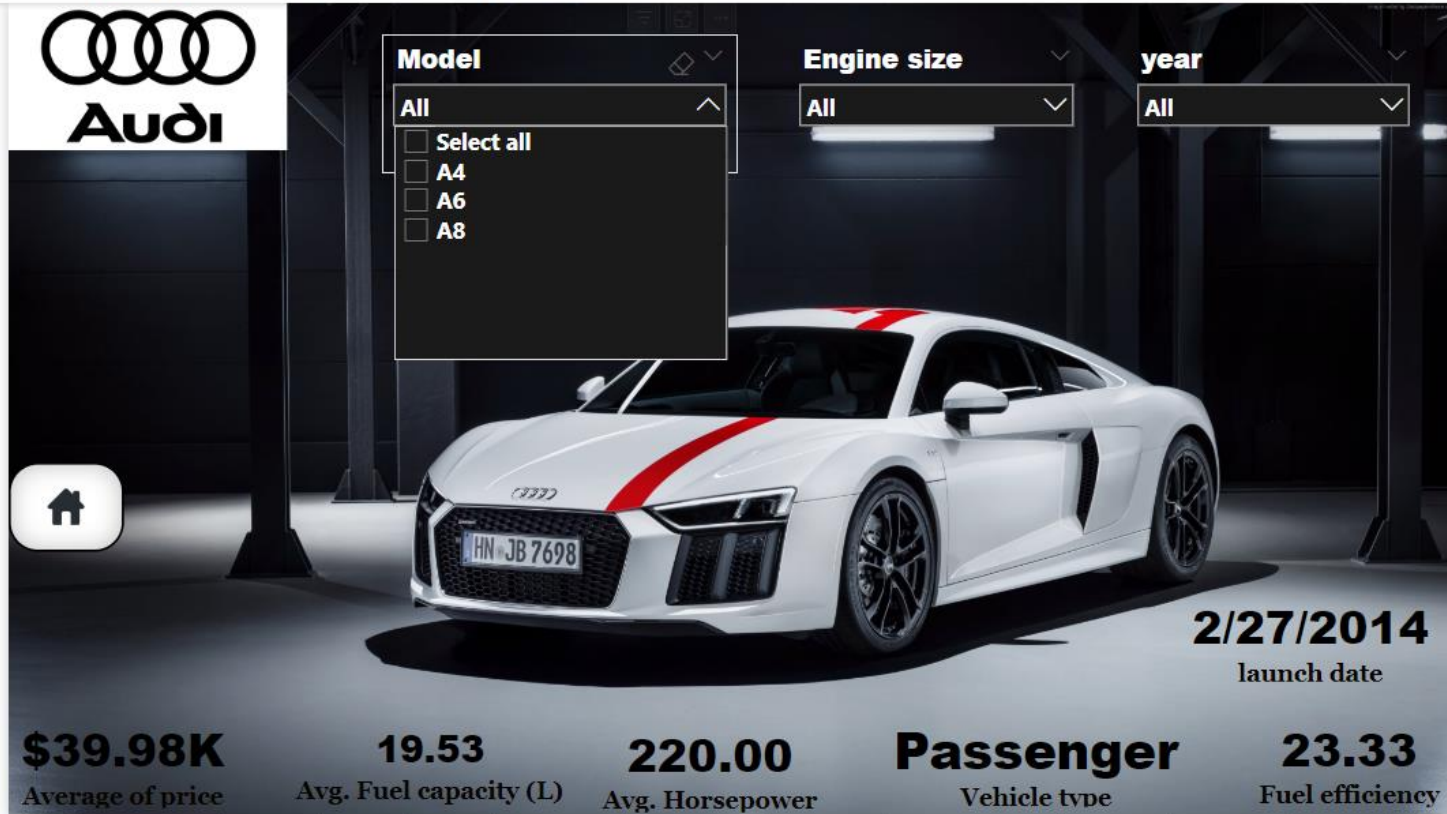 Audi
Model
Engine size
year
All
All
All
Select all
A4
A6
A8
HN JB 7698
2/27/2014
launch date
$39.98K
Average of price
19.53
Avg. Fuel capacity (L)
220.00
Avg. Horsepower
Passenger
Vehicle type
23.33
Fuel efficiency